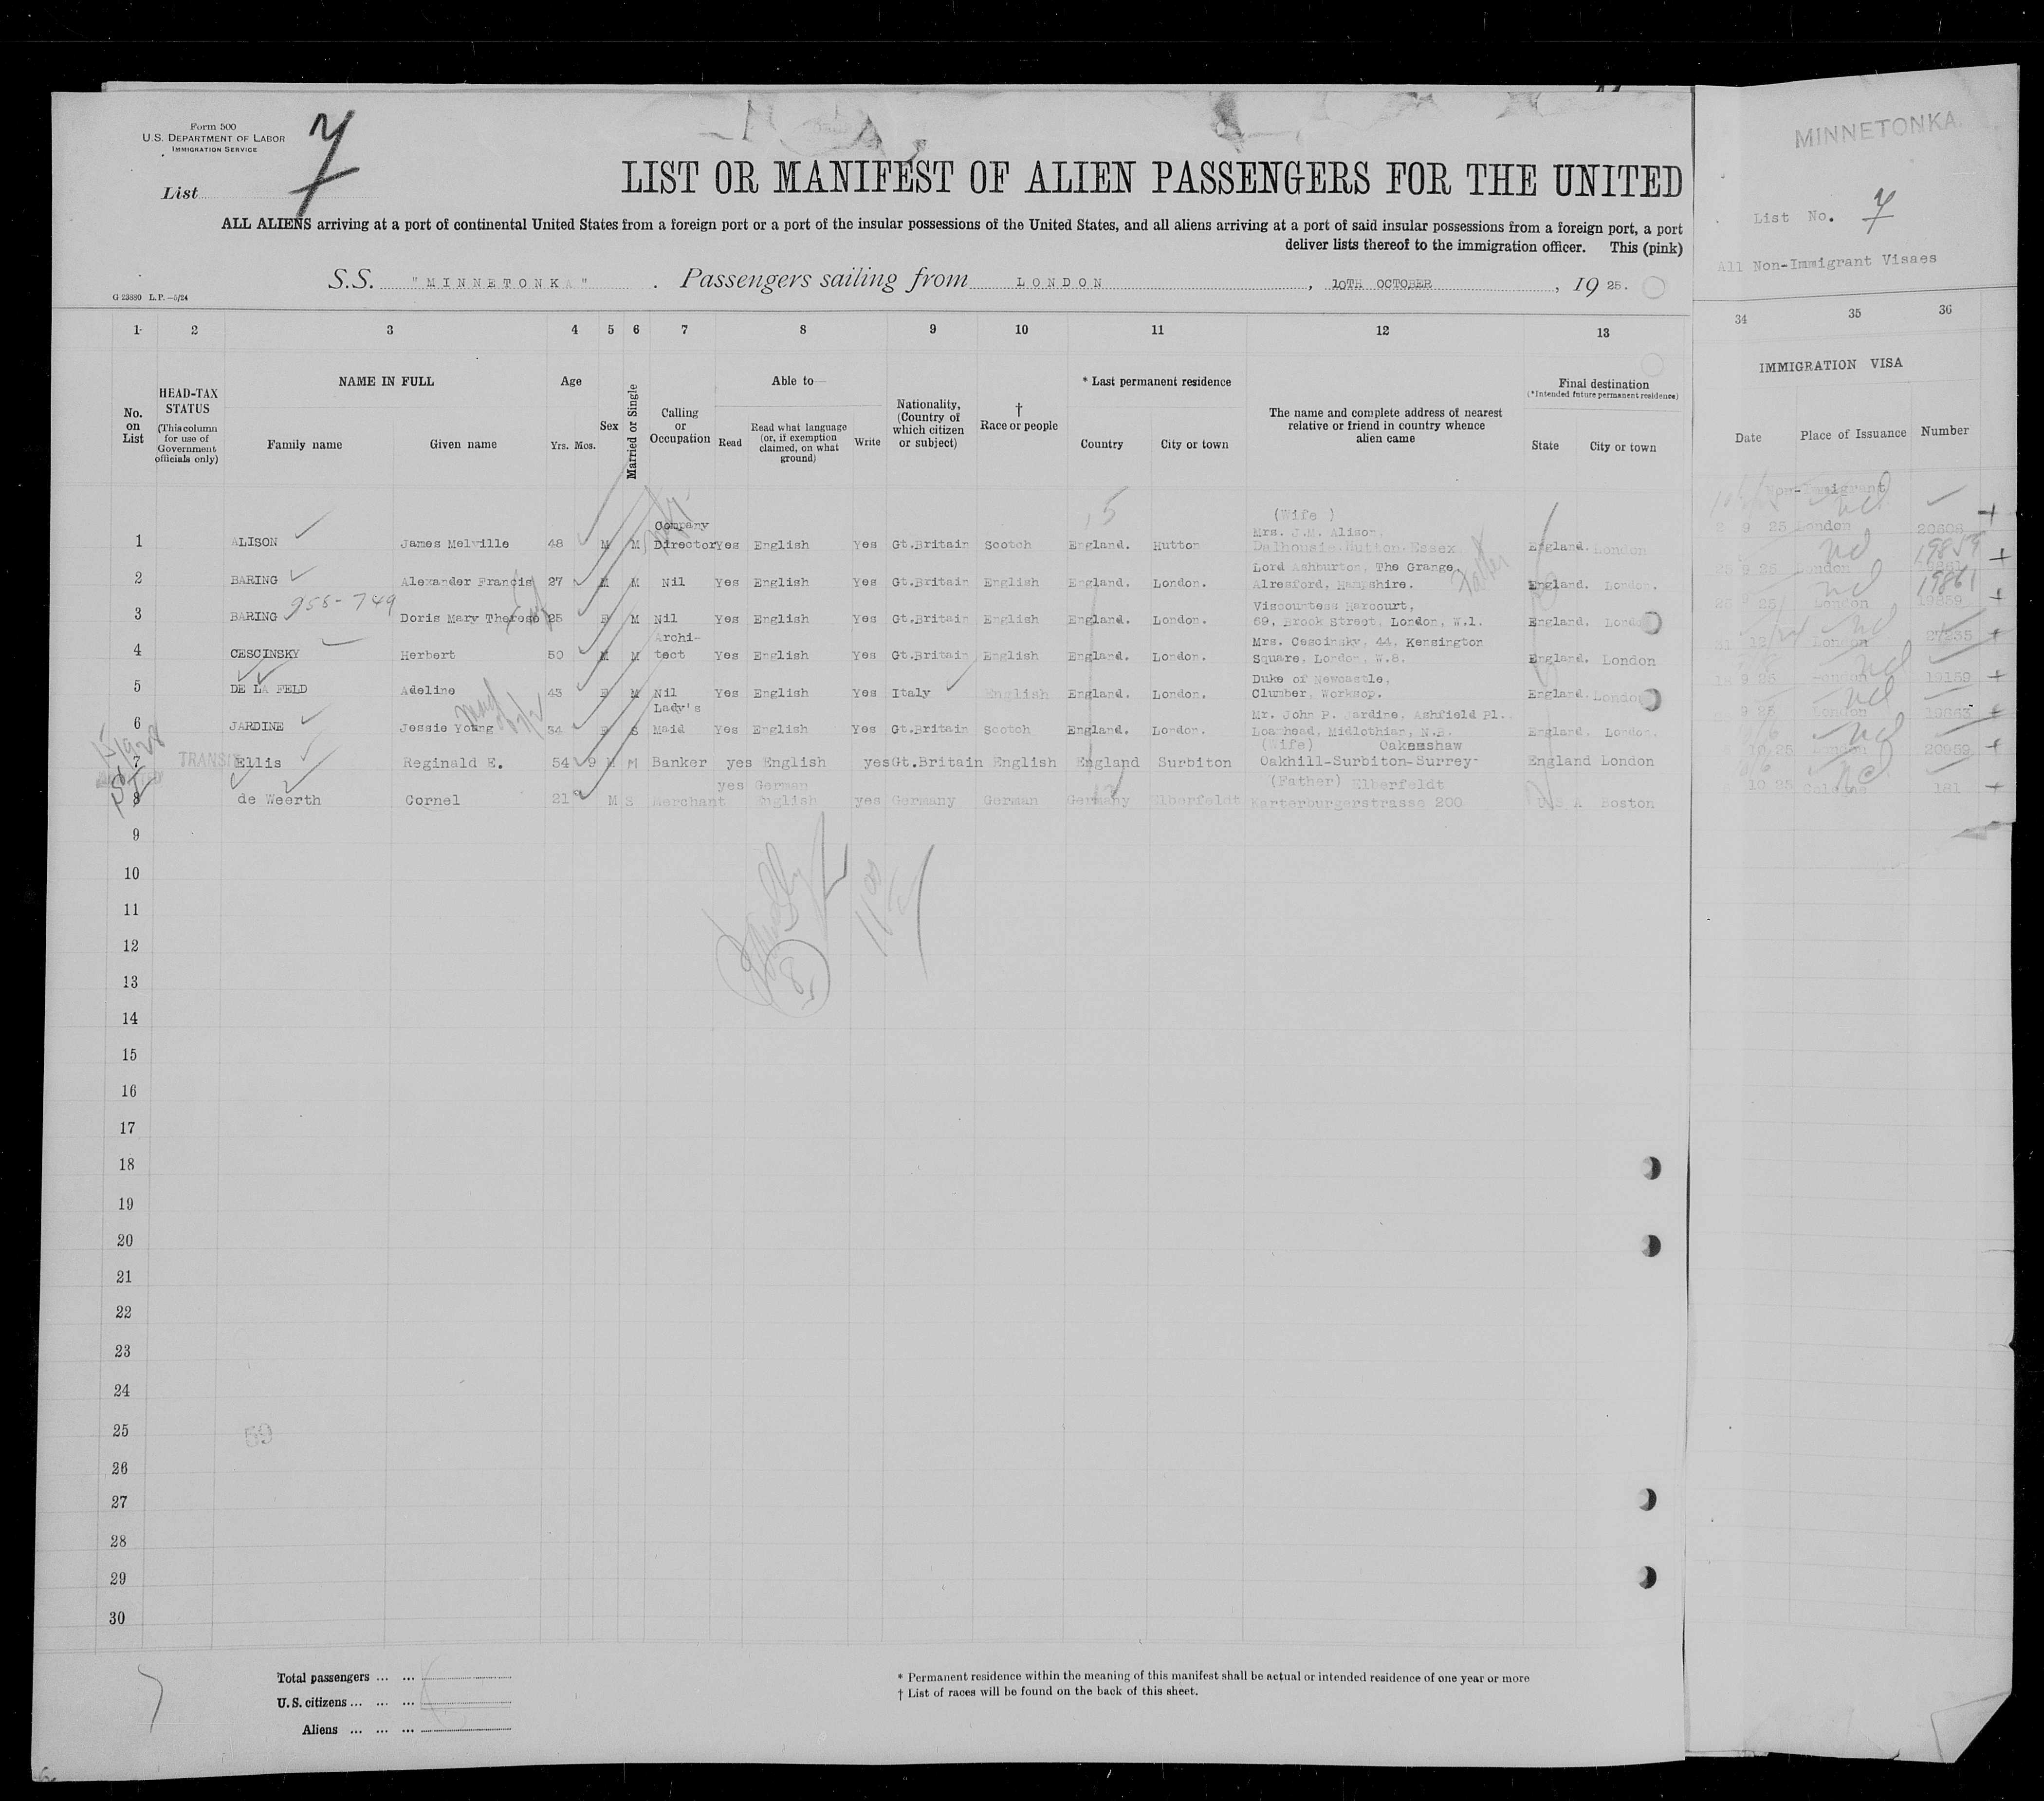 Form 500
U.S. DEPARTMENT OF LABOR
IMMIGRATION SERVICE
List 7
LIST OR MANIFEST OF ALIEN PASSENGERS FOR THE UNITED
ALL ALIENS arriving at a port of continental United States from a foreign port or a port of the insular possessions of the United States, and all aliens arriving at a port of said insular possessions from a foreign port, a port
deliver lists thereof to the immigration officer. This (pink)
S.S. "MINNETONKA". Passengers sailing from LONDON, 10TH OCTOBER, 1925.
G 23880 L.P.—5/24
MINNETONKA.
List No. 7
All Non-Immigrant Visaes
1 2 3 4 5 6 7 8 9 10 11 12 13 34 35 36
No. on List
HEAD-TAX STATUS
(This column for use of Government officials only)
NAME IN FULL
Family name Given name
Age
Yrs. Mos.
Sex
Married or Single
Calling or Occupation
Able to
Read
Read what language (or, if exemption claimed, on what ground)
Write
Nationality, (Country of which citizen or subject)
† Race or people
* Last permanent residence
Country City or town
The name and complete address of nearest relative or friend in country whence alien came
Final destination
(*Intended future permanent residence)
State City or town
IMMIGRATION VISA
Date Place of Issuance Number
Non-Immigrant
1 ALISON James Melville 48 M M Company Director Yes English Yes Gt.Britain Scotch England. Hutton (Wife) Mrs. J.M. Alison, Dalhousie.Hutton.Essex England. London 9 25 London 20608
2 BARING Alexander Francis 27 M M Nil Yes English Yes Gt.Britain English England. London. Lord Ashburton, The Grange, Alresford, Hampshire. Father England. London. 25 9 25 London 19859
3 BARING 955-749 Doris Mary Therese 25 F M Nil Yes English Yes Gt.Britain English England. London. Viscountess Harcourt, 69, Brook Street, London, W.1. England. London 25 9 25 London 19861
4 CESCINSKY Herbert 50 M M Architect Yes English Yes Gt.Britain English England. London. Mrs. Cescinsky, 44, Kensington Square, London, W.8. England. London 31 12/24 London 27235
5 DE LA FELD Adeline 43 F M Nil Yes English Yes Italy English England. London. Duke of Newcastle, Clumber, Worksop. England. London 18 9 25 London 19159
6 JARDINE Jessie Young 34 F S Lady's Maid Yes English Yes Gt.Britain Scotch England. London. Mr. John P. Jardine, Ashfield Pl. Loanhead, Midlothian, N.B. England. London. 9 25 London
7 TRANSIT Ellis Reginald E. 54 9 M M Banker yes English yes Gt.Britain English England Surbiton (Wife) Oakenshaw Oakhill-Surbiton-Surrey- England London 10 25 London 20959
8 de Weerth Cornel 21 M S Merchant yes German English yes Germany German Germany Elberfeldt (Father) Elberfeldt Karterburgerstrasse 200 U S A Boston 10 25 Cologne 181
9
10
11
12
13
14
15
16
17
18
19
20
21
22
23
24
25
26
27
28
29
30
59
Total passengers ... ...
U.S. citizens ... ... ...
Aliens ... ... ...
* Permanent residence within the meaning of this manifest shall be actual or intended residence of one year or more
† List of races will be found on the back of this sheet.